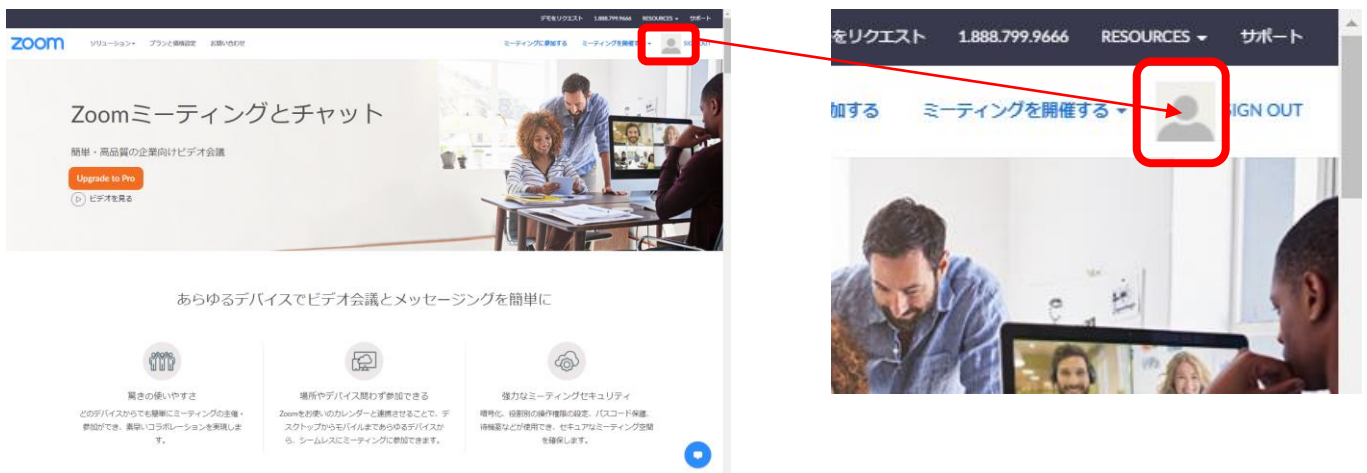 デモをリクエスト 1.888.799.9666 RESOURCES サポート
zoom ソリューション プランと価格設定 お問い合わせ ミーティングに参加する ミーティングを開催する SIGN OUT
Zoomミーティングとチャット
簡単・高品質の企業向けビデオ会議
Upgrade to Pro
ビデオを見る
あらゆるデバイスでビデオ会議とメッセージングを簡単に
驚きの使いやすさ
どのデバイスからでも簡単にミーティングの主催・
参加ができ、素早いコラボレーションを実現しま
す。
場所やデバイス問わず参加できる
Zoomをお使いのカレンダーと連携させることで、デ
スクトップからモバイルまであらゆるデバイスか
ら、シームレスにミーティングに参加できます。
強力なミーティングセキュリティ
暗号化、役割別の操作権限の設定、パスコード保護、
待機室などが使用でき、セキュアなミーティング空間
を確保します。
をリクエスト 1.888.799.9666 RESOURCES サポート
加する ミーティングを開催する SIGN OUT